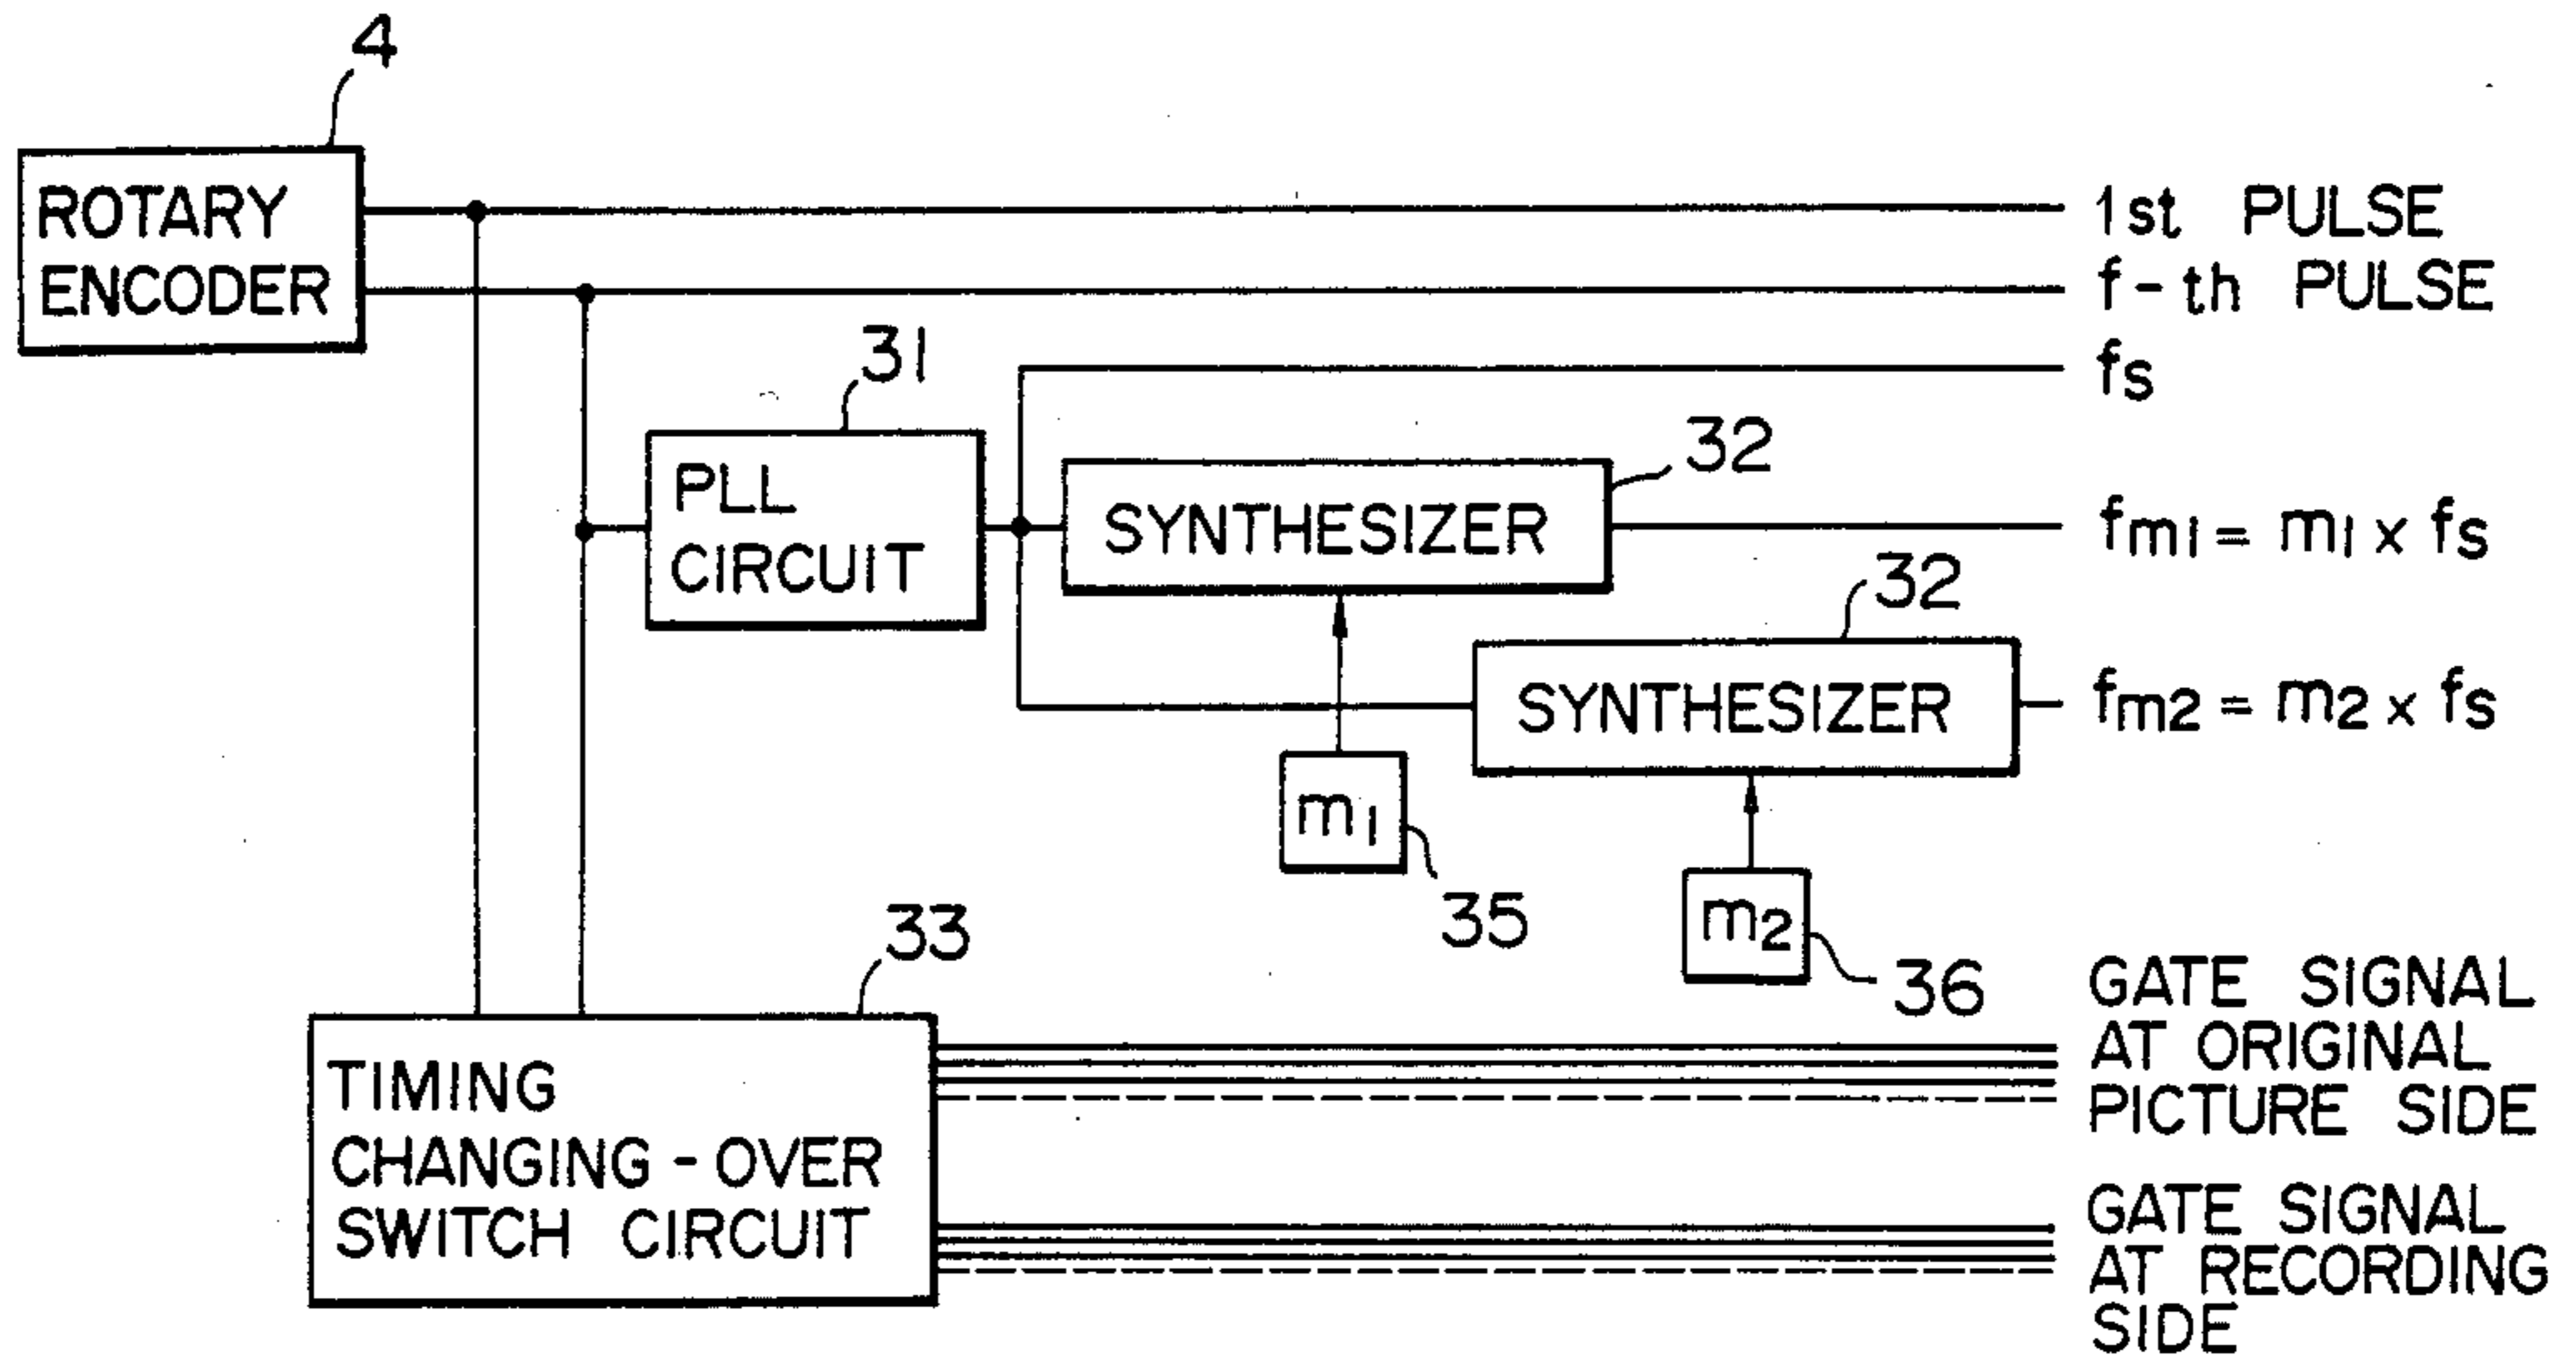 4
ROTARY
ENCODER
1st PULSE
f-th PULSE
fs
31
PLL
CIRCUIT
32
SYNTHESIZER
fm1 = m1 x fs
32
SYNTHESIZER
fm2 = m2 x fs
m1
35
m2
36
33
TIMING
CHANGING-OVER
SWITCH CIRCUIT
GATE SIGNAL
AT ORIGINAL
PICTURE SIDE
GATE SIGNAL
AT RECORDING
SIDE